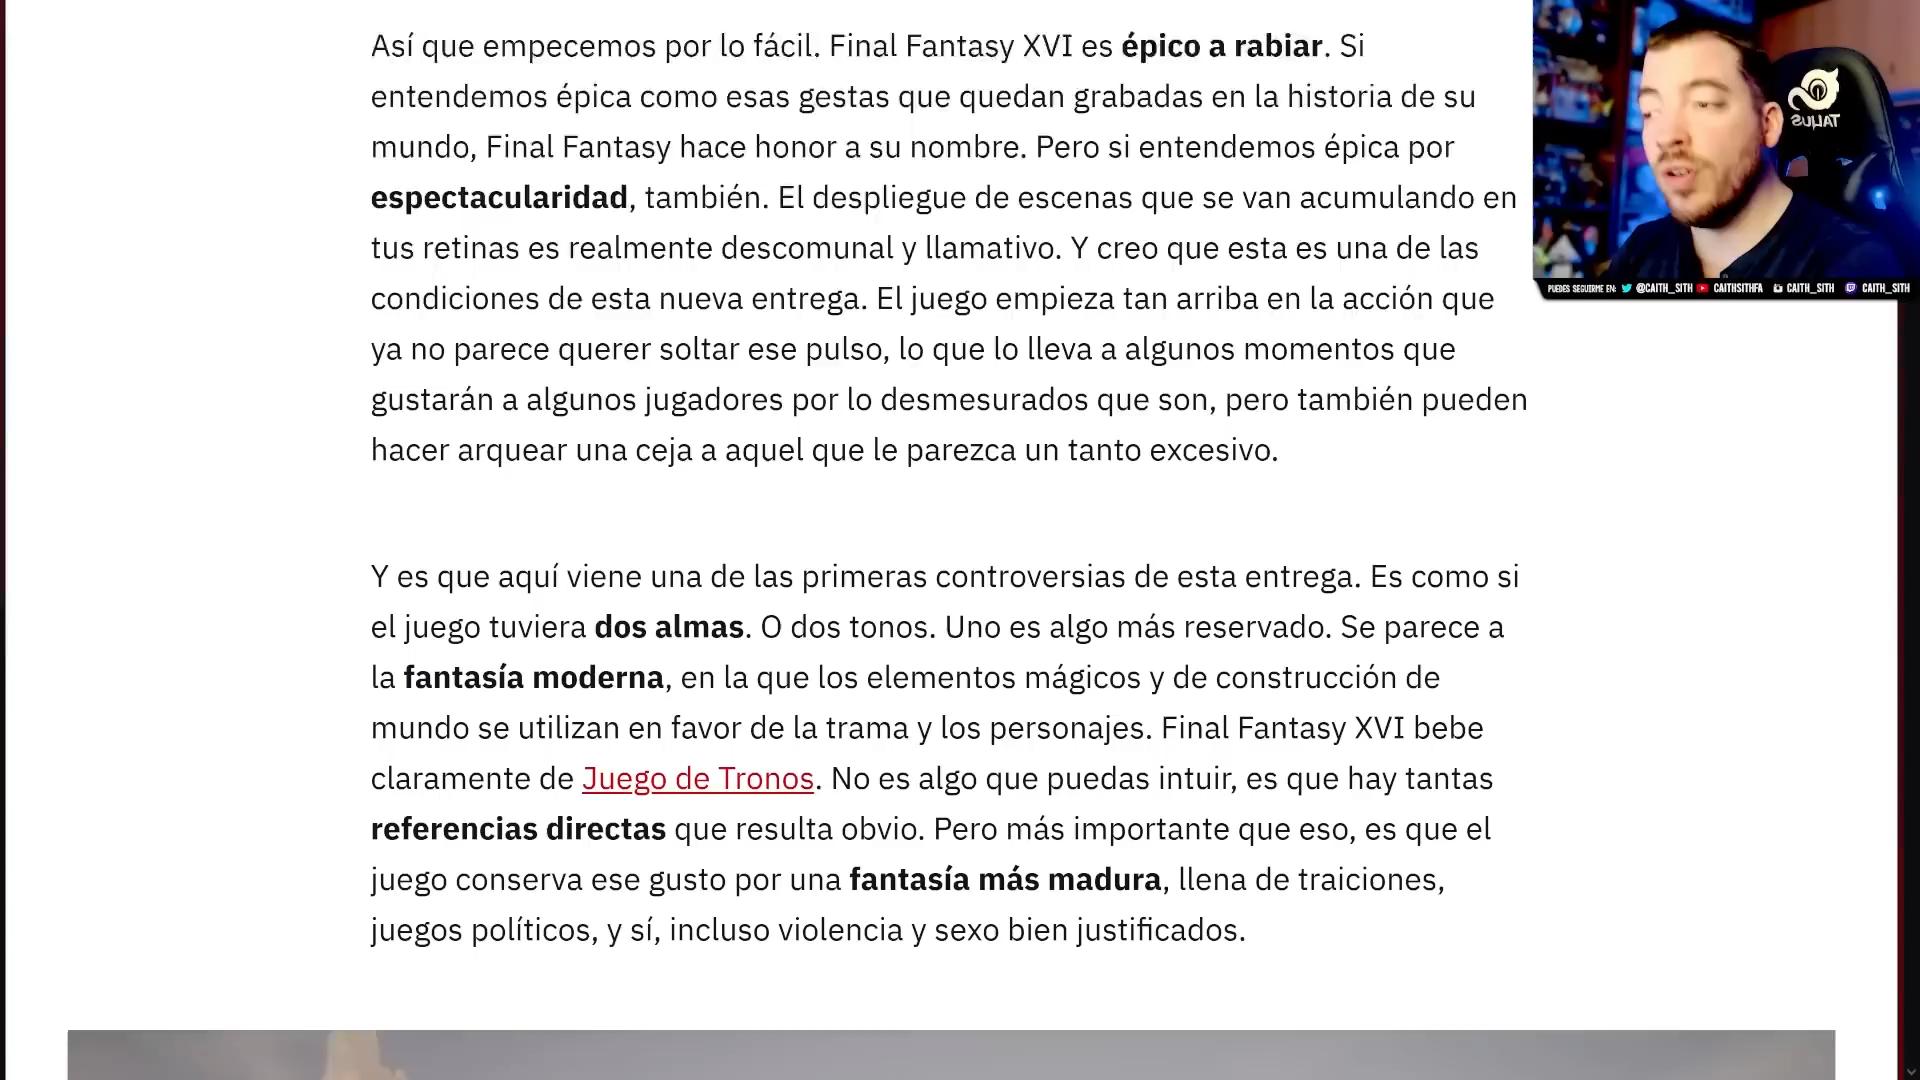 Así que empecemos por lo fácil. Final Fantasy XVI es épico a rabiar. Si
entendemos épica como esas gestas que quedan grabadas en la historia de su
mundo, Final Fantasy hace honor a su nombre. Pero si entendemos épica por
espectacularidad, también. El despliegue de escenas que se van acumulando en
tus retinas es realmente descomunal y llamativo. Y creo que esta es una de las
condiciones de esta nueva entrega. El juego empieza tan arriba en la acción que
ya no parece querer soltar ese pulso, lo que lo lleva a algunos momentos que
gustarán a algunos jugadores por lo desmesurados que son, pero también pueden
hacer arquear una ceja a aquel que le parezca un tanto excesivo.
Y es que aquí viene una de las primeras controversias de esta entrega. Es como si
el juego tuviera dos almas. O dos tonos. Uno es algo más reservado. Se parece a
la fantasía moderna, en la que los elementos mágicos y de construcción de
mundo se utilizan en favor de la trama y los personajes. Final Fantasy XVI bebe
claramente de Juego de Tronos. No es algo que puedas intuir, es que hay tantas
referencias directas que resulta obvio. Pero más importante que eso, es que el
juego conserva ese gusto por una fantasía más madura, llena de traiciones,
juegos políticos, y sí, incluso violencia y sexo bien justificados.
TALIUS
PUEDES SEGUIRME EN: @CAITH_SITH CAITHSITHFA CAITH_SITH CAITH_SITH